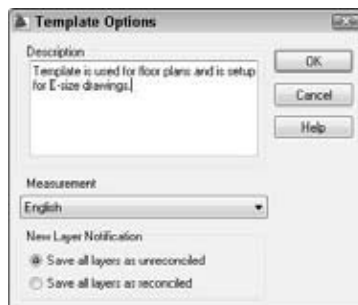 Template Options
Description
Template is used for floor plans and is setup
for E-size drawings.
OK
Cancel
Help
Measurement
English
New Layer Notification
Save all layers as unreconciled
Save all layers as reconciled